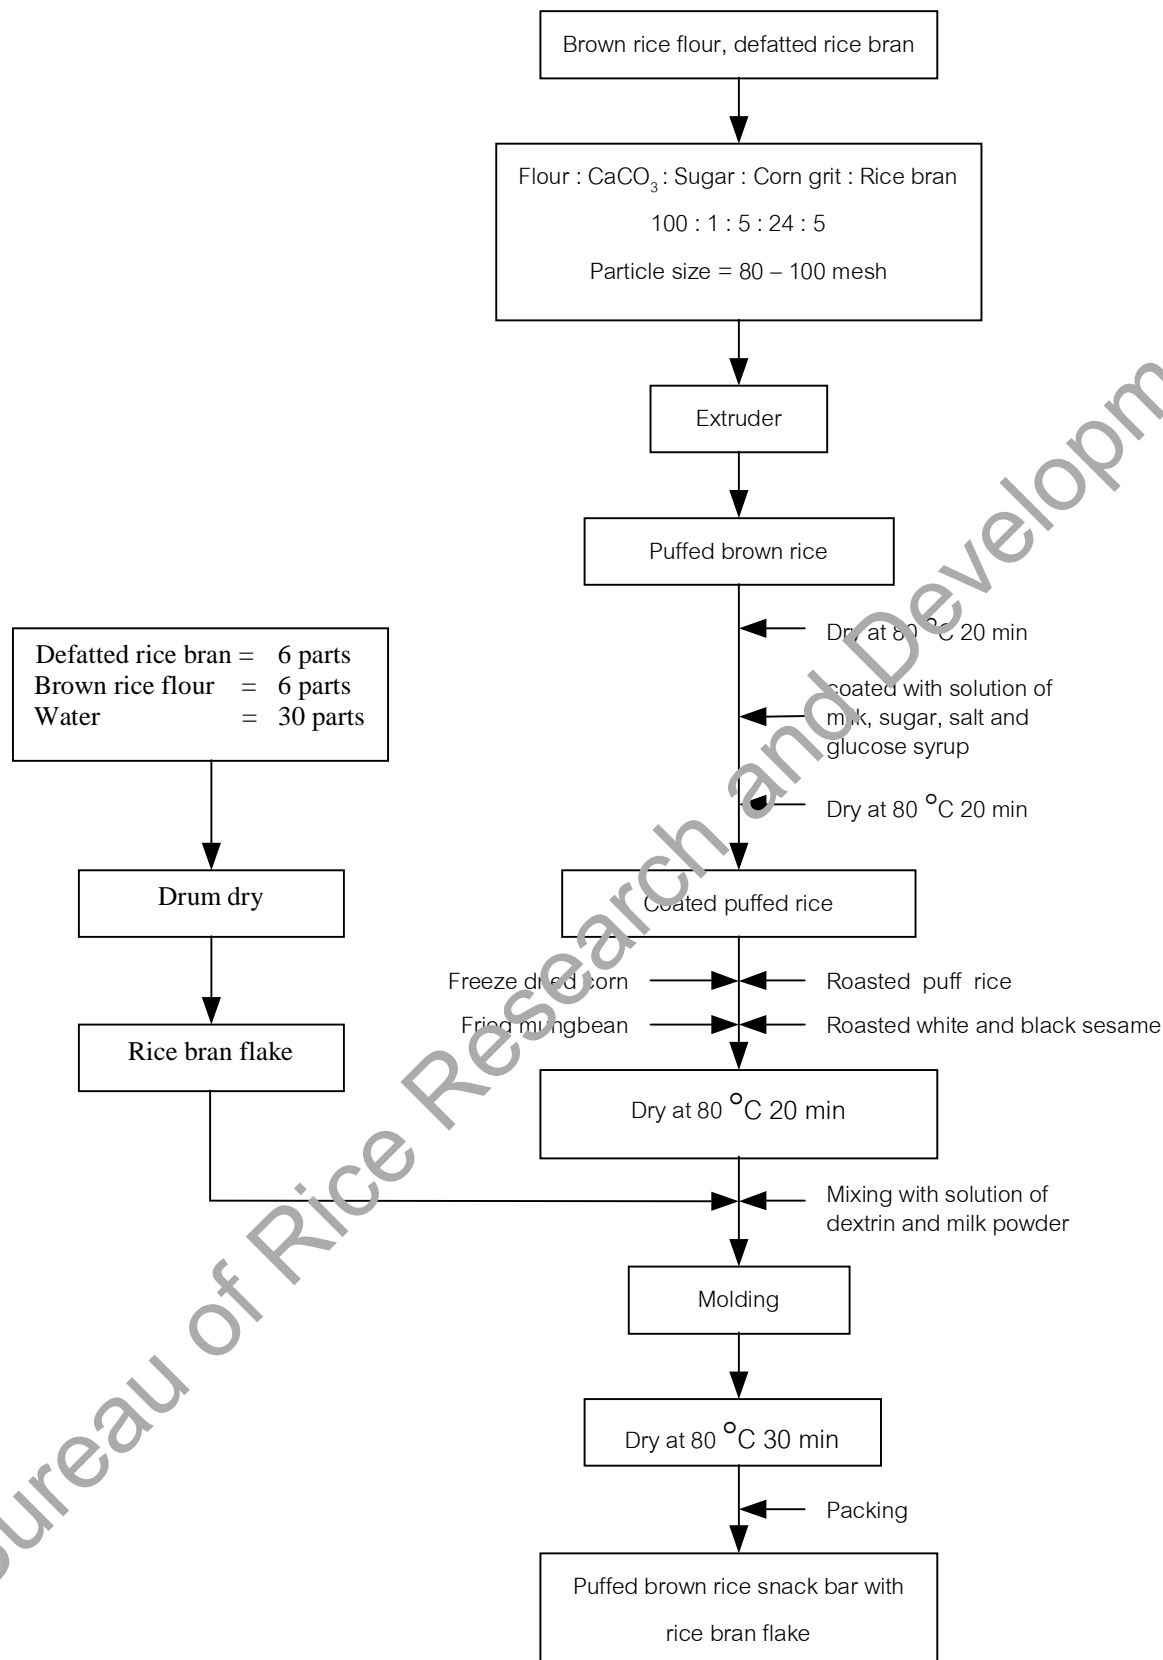 Brown rice flour, defatted rice bran
Flour : CaCO₃ : Sugar : Corn grit : Rice bran
100 : 1 : 5 : 24 : 5
Particle size = 80 – 100 mesh
Extruder
Puffed brown rice
Dry at 80 °C 20 min
coated with solution of
milk, sugar, salt and
glucose syrup
Dry at 80 °C 20 min
Defatted rice bran = 6 parts
Brown rice flour = 6 parts
Water = 30 parts
Drum dry
Rice bran flake
Coated puffed rice
Freeze dried corn
Roasted puff rice
Fried mungbean
Roasted white and black sesame
Dry at 80 °C 20 min
Mixing with solution of
dextrin and milk powder
Molding
Dry at 80 °C 30 min
Packing
Puffed brown rice snack bar with
rice bran flake
Bureau of Rice Research and Developm